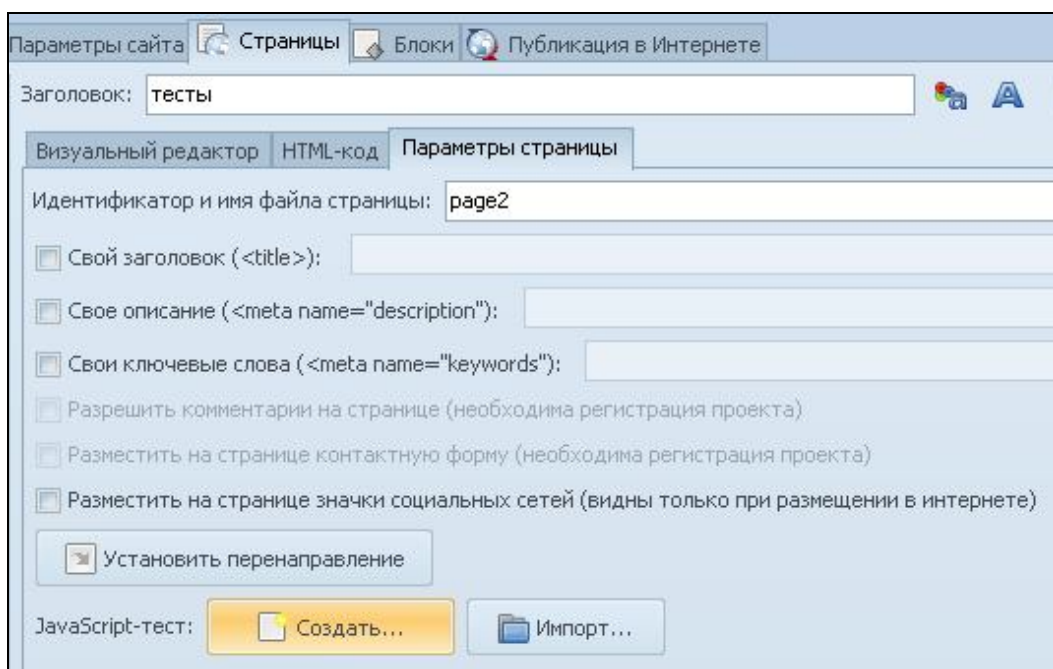 Параметры сайта Страницы Блоки Публикация в Интернете
Заголовок: тесты
Визуальный редактор HTML-код Параметры страницы
Идентификатор и имя файла страницы: page2
Свой заголовок (<title>):
Свое описание (<meta name="description"):
Свои ключевые слова (<meta name="keywords"):
Разрешить комментарии на странице (необходима регистрация проекта)
Разместить на странице контактную форму (необходима регистрация проекта)
Разместить на странице значки социальных сетей (видны только при размещении в интернете)
Установить перенаправление
JavaScript-тест: Создать... Импорт...